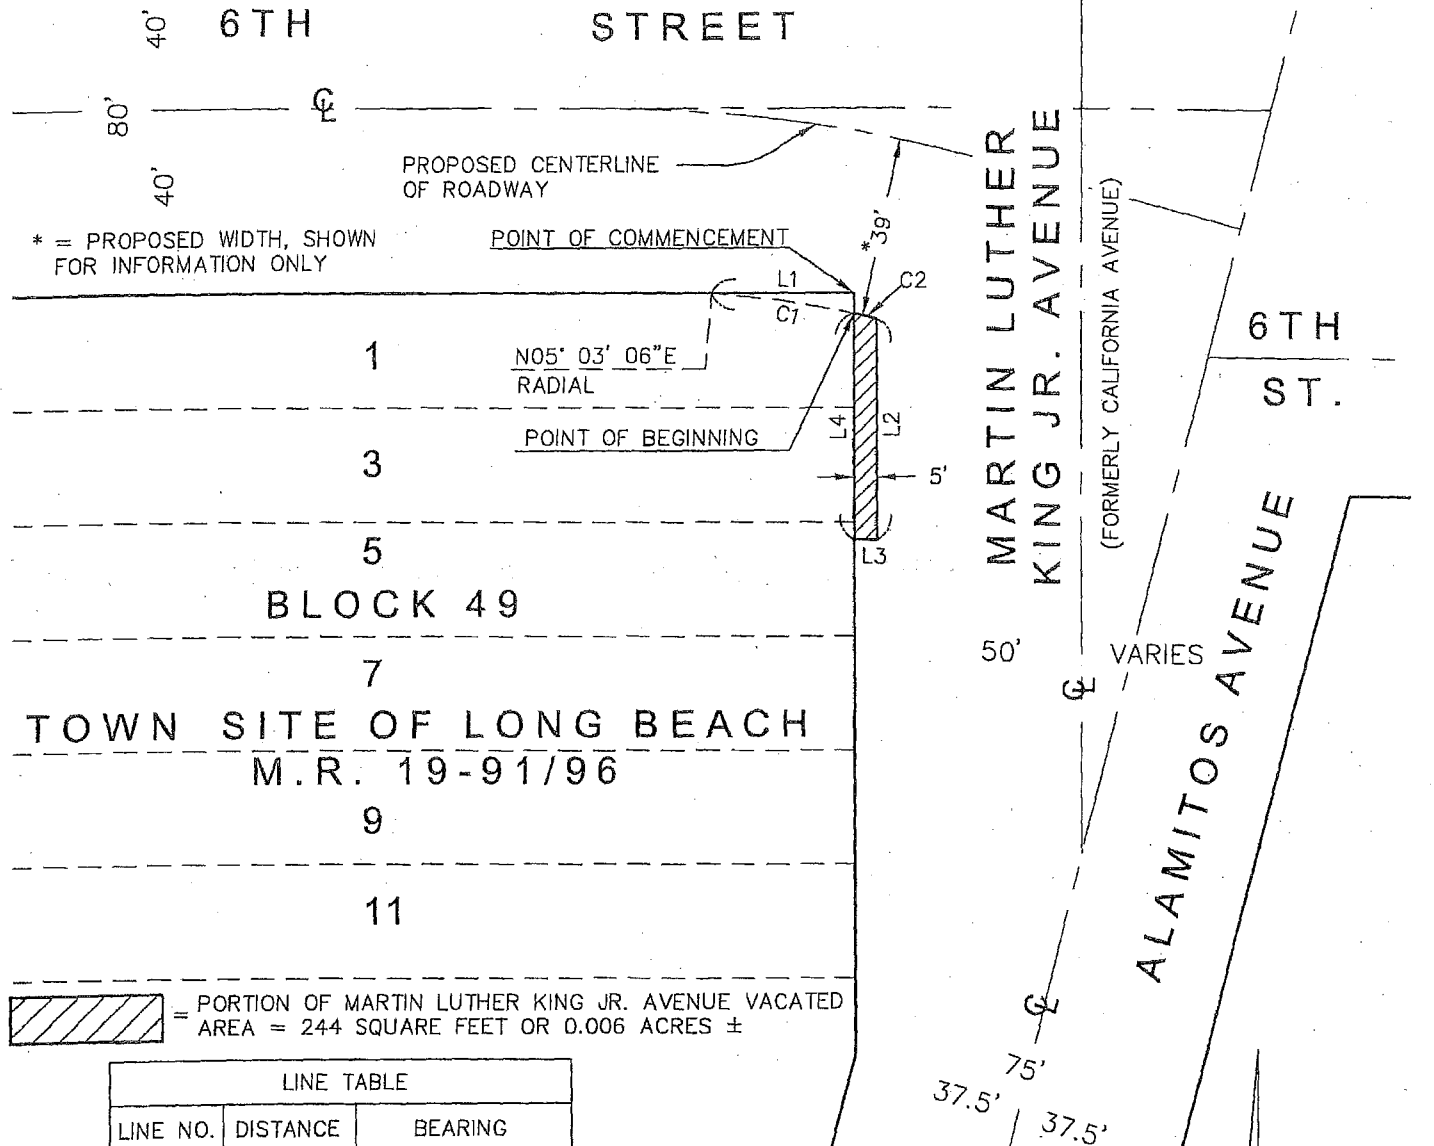 6TH STREET
40'
80'
40'
℄
PROPOSED CENTERLINE
OF ROADWAY
* = PROPOSED WIDTH, SHOWN
FOR INFORMATION ONLY
POINT OF COMMENCEMENT
*39'
L1
C1
C2
N05° 03' 06"E
RADIAL
POINT OF BEGINNING
L4
L2
5'
L3
1
3
5
BLOCK 49
7
TOWN SITE OF LONG BEACH
M.R. 19-91/96
9
11
MARTIN LUTHER
KING JR. AVENUE
(FORMERLY CALIFORNIA AVENUE)
6TH
ST.
50'
VARIES
℄
ALAMITOS AVENUE
℄
75'
37.5'
37.5'
= PORTION OF MARTIN LUTHER KING JR. AVENUE VACATED
AREA = 244 SQUARE FEET OR 0.006 ACRES ±
LINE TABLE
LINE NO. DISTANCE BEARING